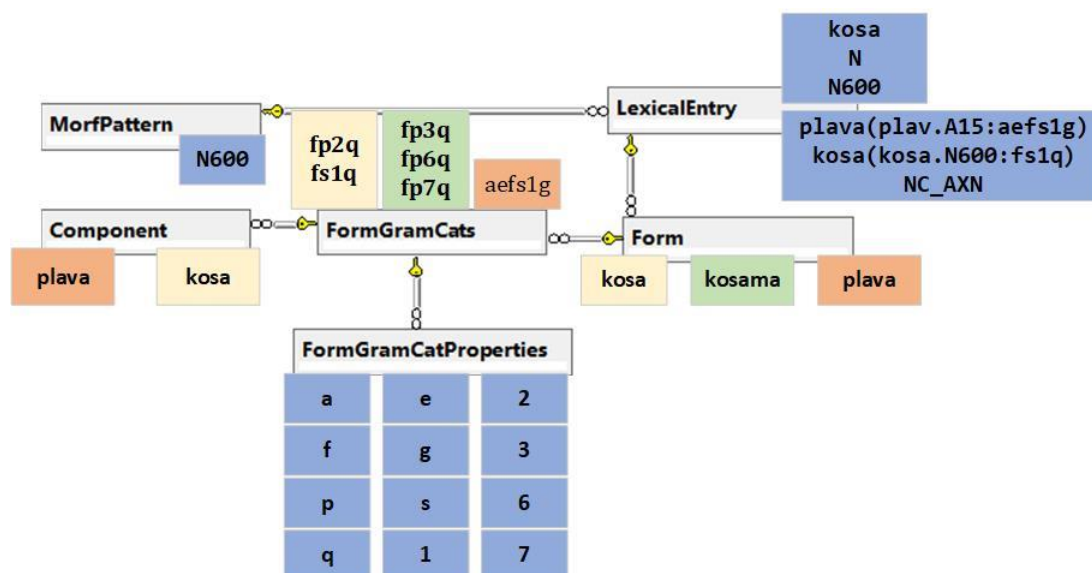 kosa
N
N600
LexicalEntry
MorfPattern
N600
fp2q
fs1q
fp3q
fp6q
fp7q
aefs1g
plava(plav.A15:aefs1g)
kosa(kosa.N600:fs1q)
NC_AXN
Component
FormGramCats
Form
plava
kosa
kosa
kosama
plava
FormGramCatProperties
a e 2
f g 3
p s 6
q 1 7